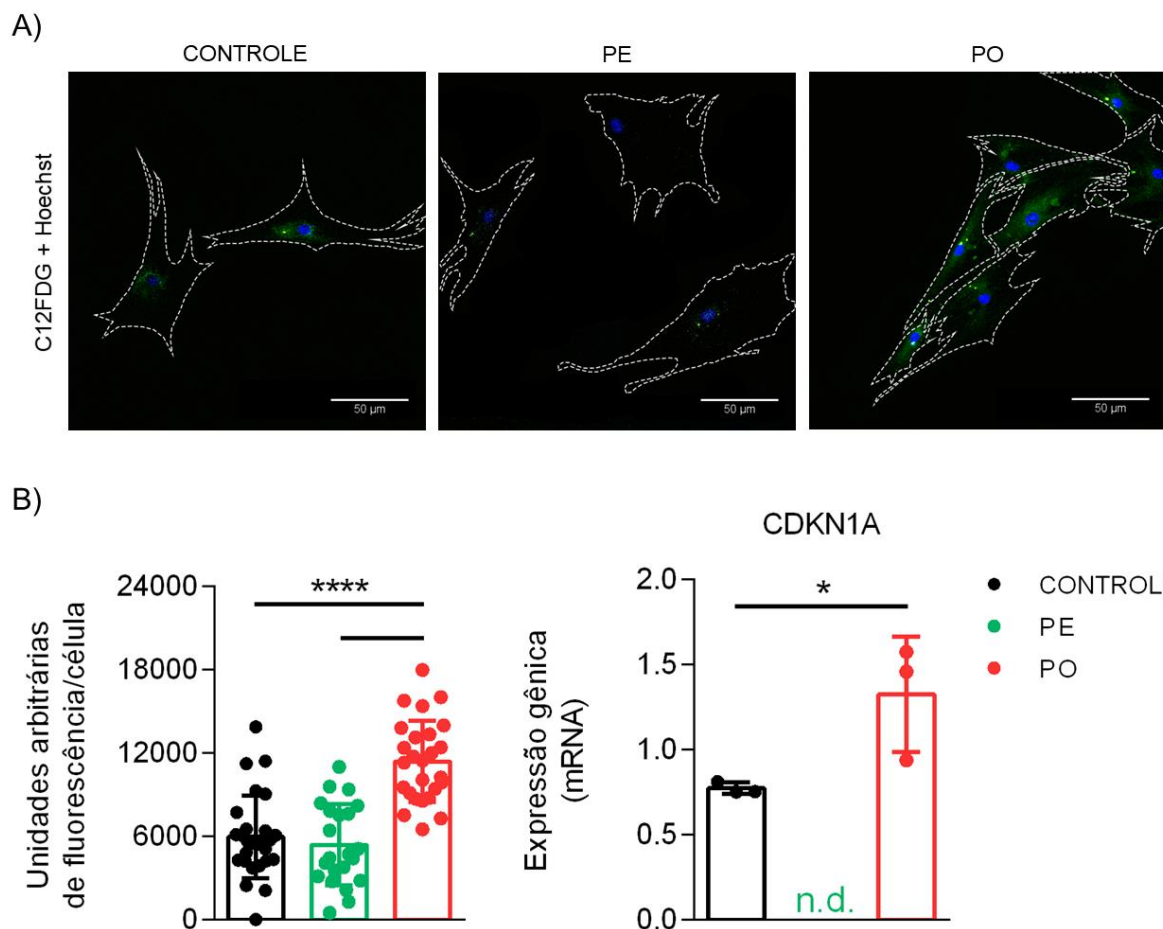 A)
CONTROLE
PE
PO
C12FDG + Hoechst
50 µm
50 µm
50 µm
B)
Unidades arbitrárias
de fluorescência/célula
24000
18000
12000
6000
0
****
CDKN1A
Expressão gênica
(mRNA)
2.0
1.5
1.0
0.5
0.0
*
n.d.
CONTROL
PE
PO